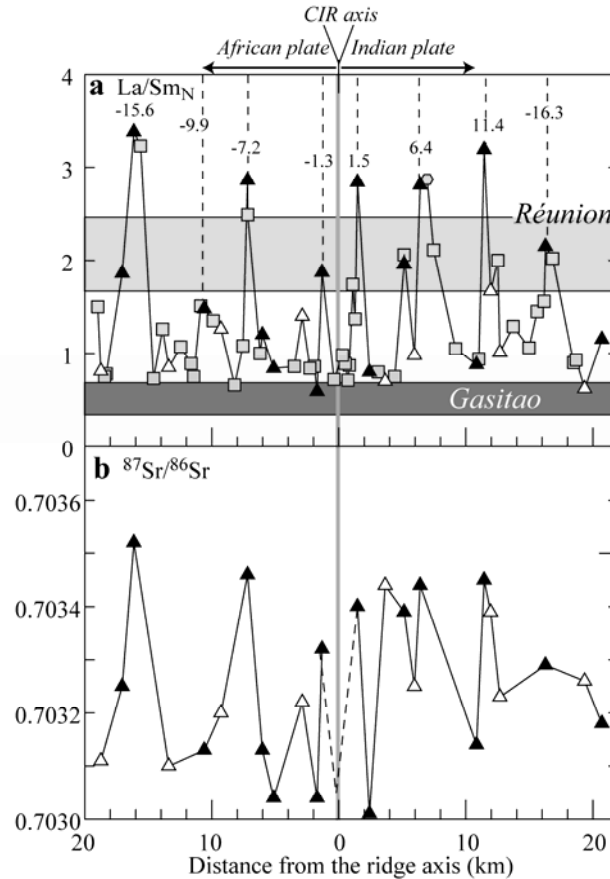 CIR axis
African plate Indian plate
4
a La/SmN
-15.6 -16.3
-9.9 11.4
-7.2 6.4
-1.3 1.5
3
Réunion
2
1
Gasitao
0
b 87Sr/86Sr
0.7036
0.7034
0.7032
0.7030
20 10 0 10 20
Distance from the ridge axis (km)